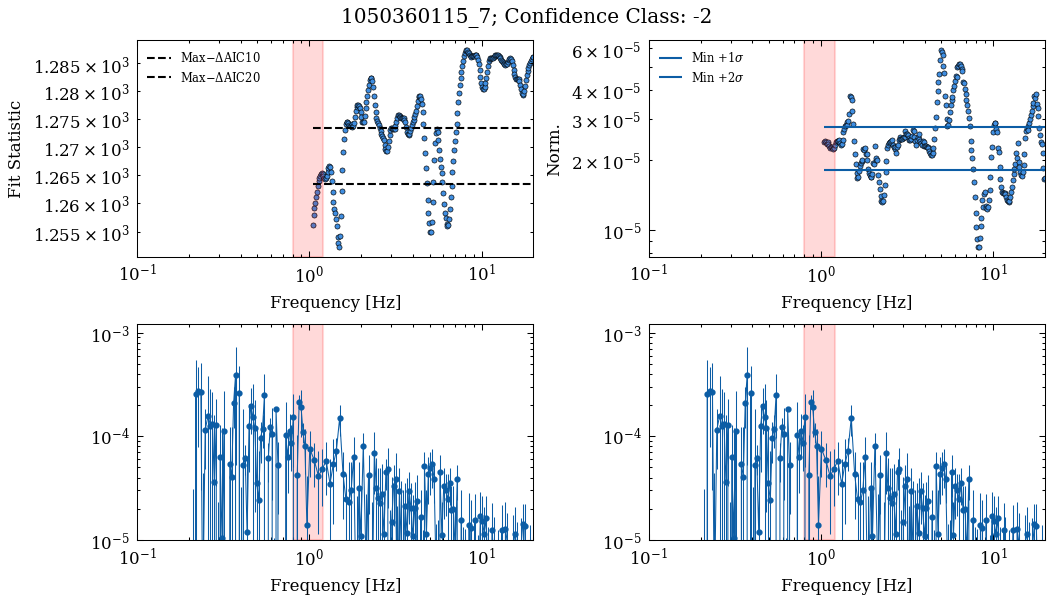 1050360115_7; Confidence Class: -2
Max−ΔAIC10
Max−ΔAIC20
Fit Statistic
1.285 × 10³
1.28 × 10³
1.275 × 10³
1.27 × 10³
1.265 × 10³
1.26 × 10³
1.255 × 10³
10⁻¹ 10⁰ 10¹
Frequency [Hz]
Min +1σ
Min +2σ
Norm.
6 × 10⁻⁵
4 × 10⁻⁵
3 × 10⁻⁵
2 × 10⁻⁵
10⁻⁵
10⁻¹ 10⁰ 10¹
Frequency [Hz]
10⁻³
10⁻⁴
10⁻⁵
10⁻¹ 10⁰ 10¹
Frequency [Hz]
10⁻³
10⁻⁴
10⁻⁵
10⁻¹ 10⁰ 10¹
Frequency [Hz]